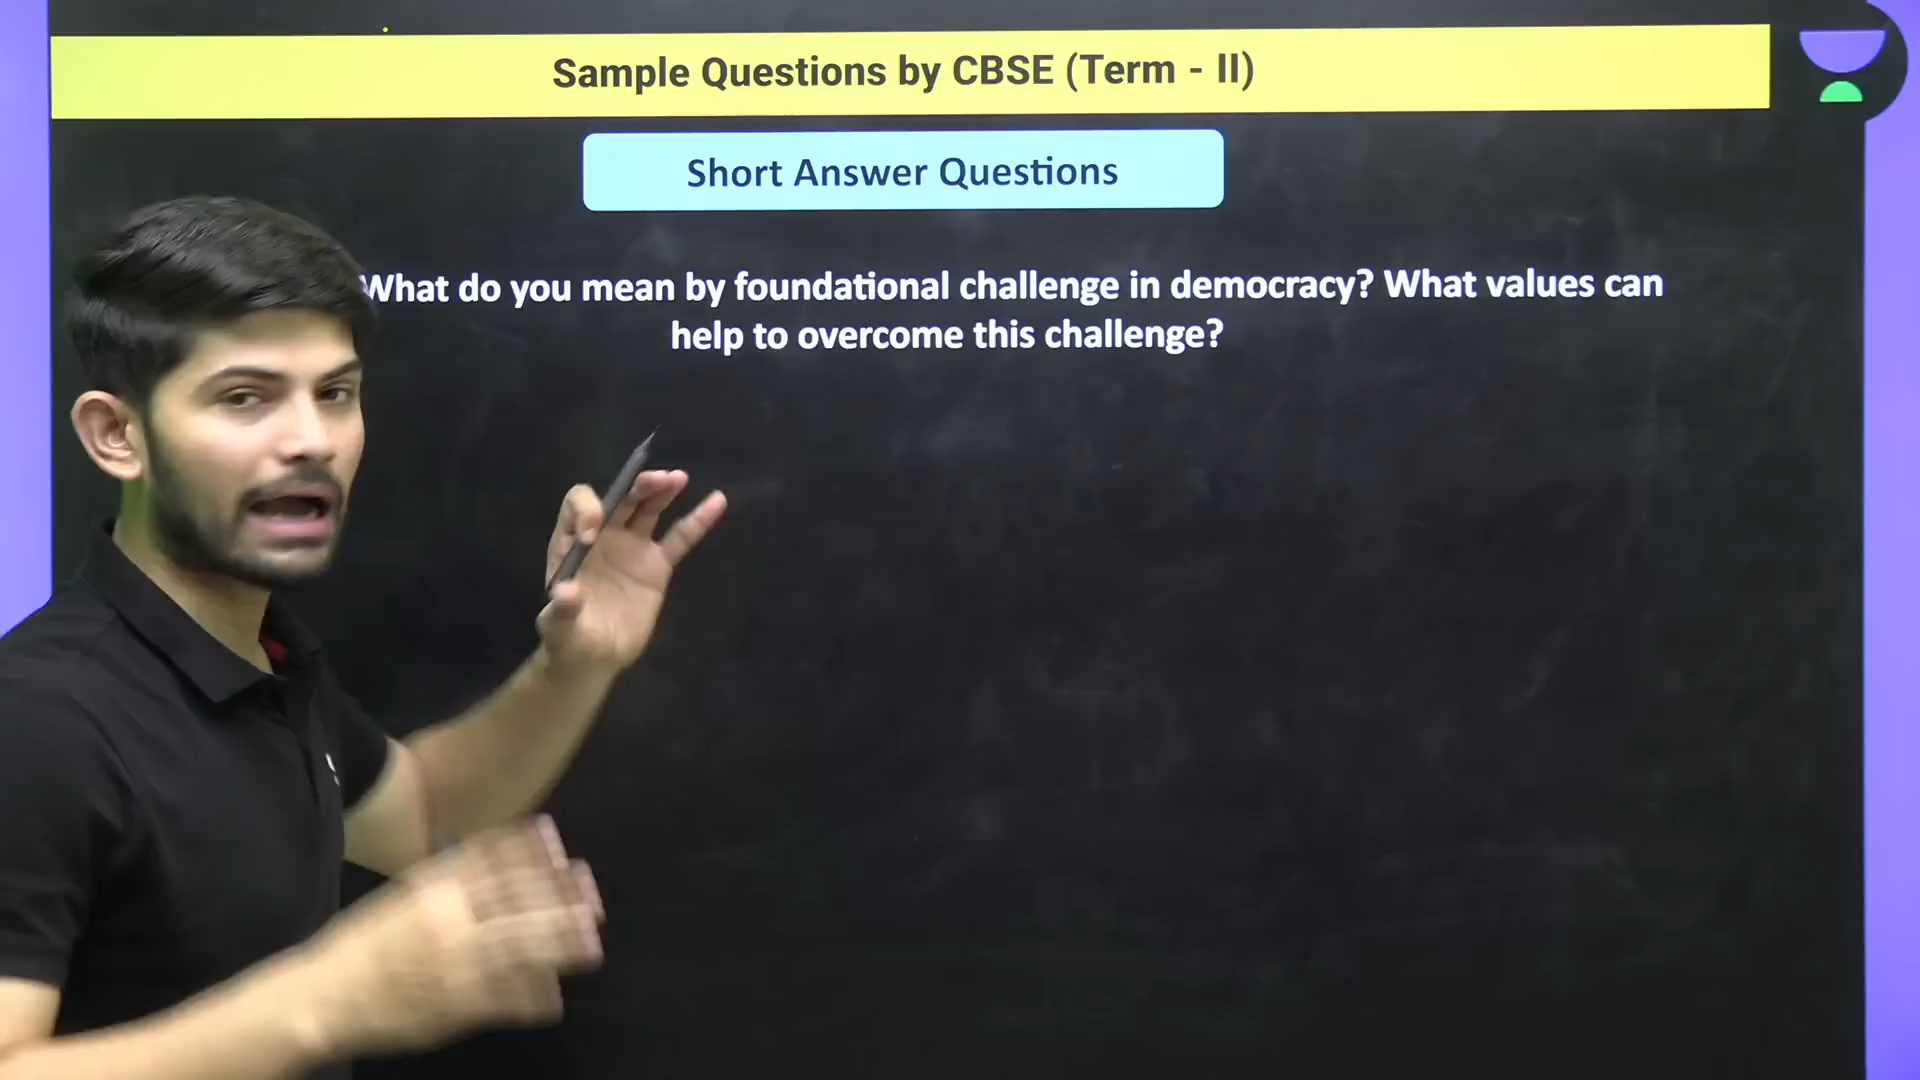 Sample Questions by CBSE (Term - II)
Short Answer Questions
What do you mean by foundational challenge in democracy? What values can
help to overcome this challenge?